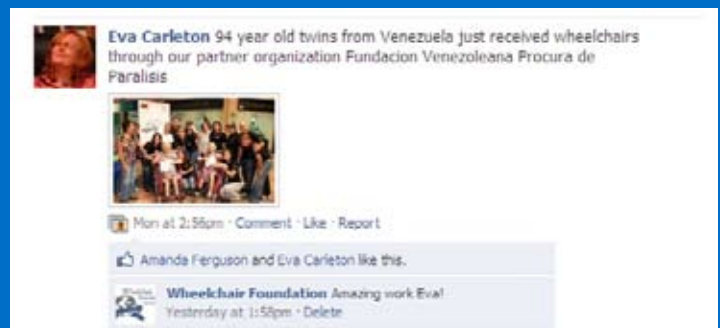 Eva Carleton 94 year old twins from Venezuela just received wheelchairs
through our partner organization Fundacion Venezoleana Procura de
Paralisis
Mon at 2:56pm · Comment · Like · Report
Amanda Ferguson and Eva Carleton like this.
Wheelchair Foundation Amazing work Eva!
Yesterday at 1:58pm · Delete